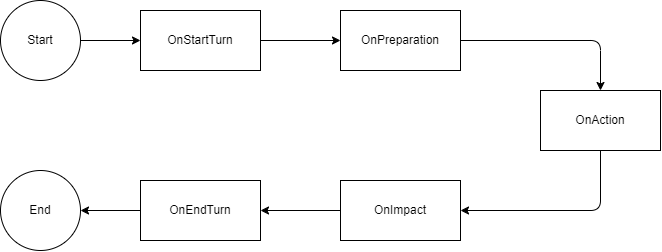 Start
OnStartTurn
OnPreparation
OnAction
OnImpact
OnEndTurn
End